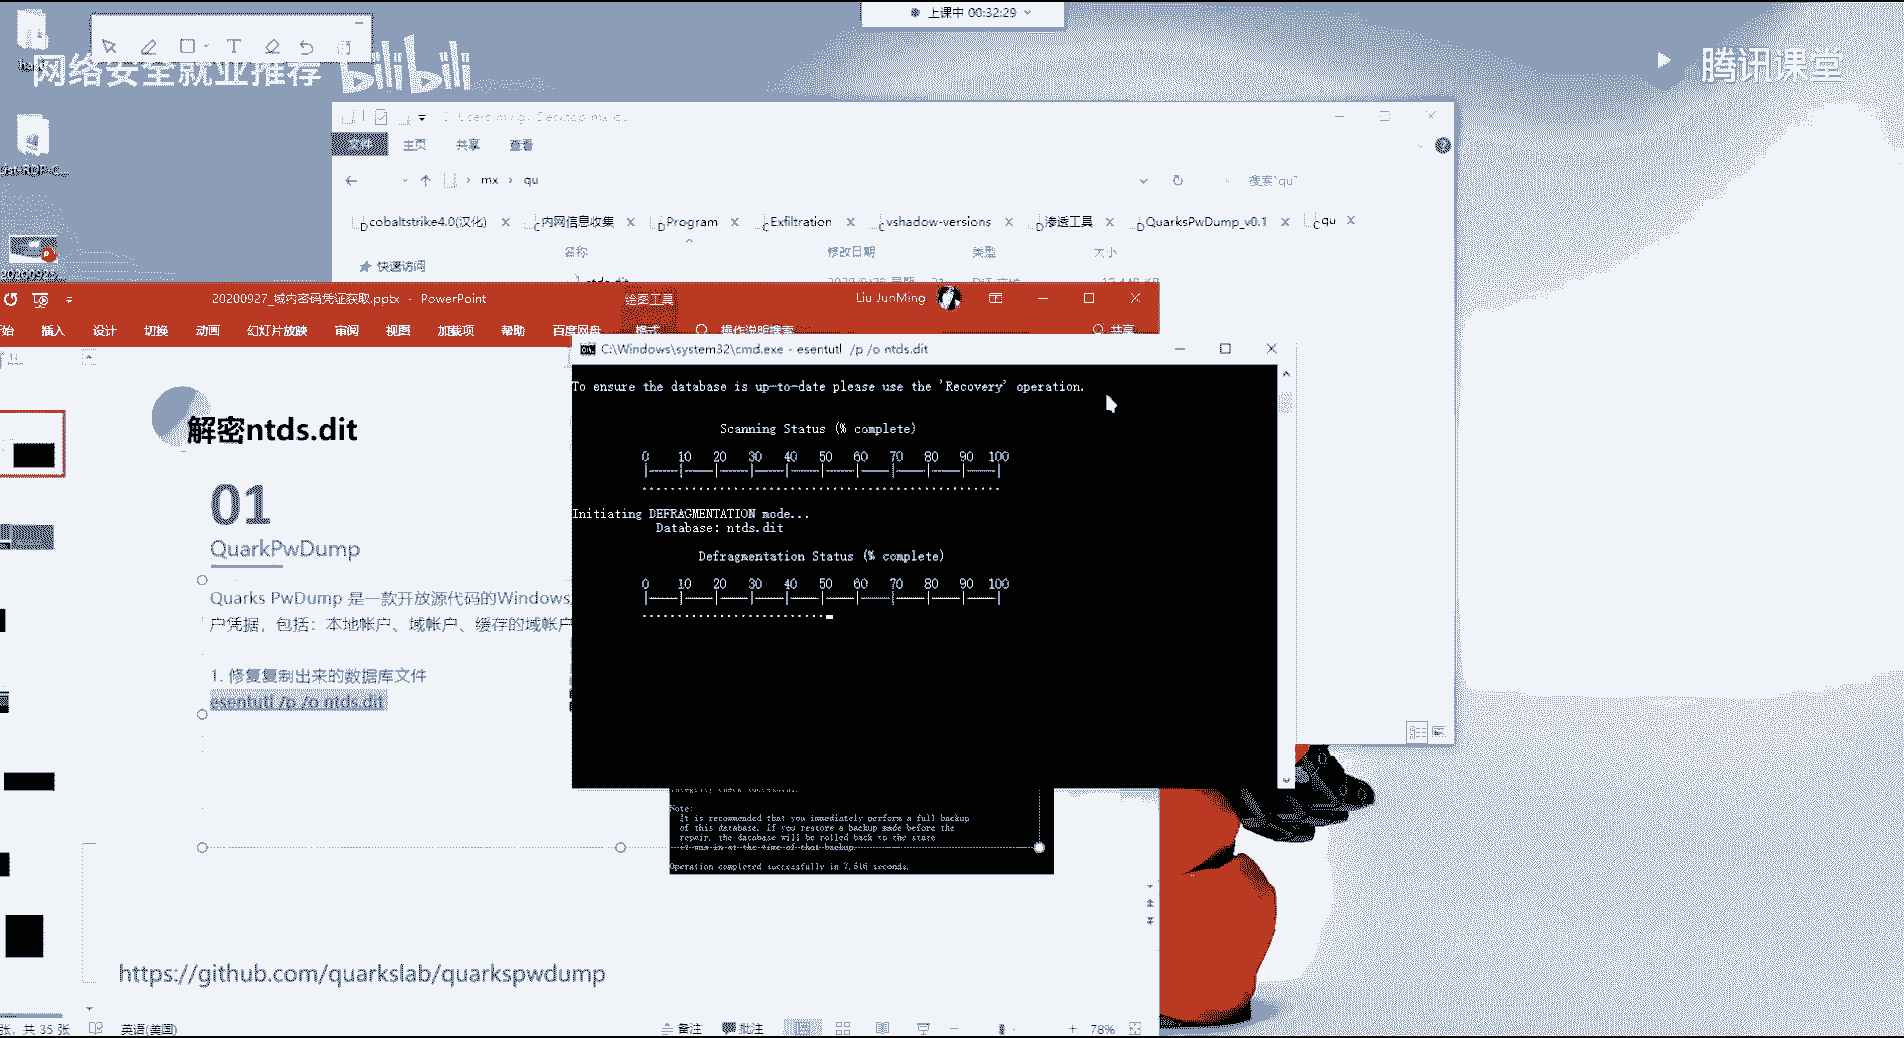 上课中 00:32:29
网络安全就业推荐 bilibili
腾讯课堂
文件 主页 共享 查看
mx › qu
搜索"qu"
cobaltstrike4.0(汉化)
内网信息收集
Program
Exfiltration
vshadow-versions
渗透工具
QuarksPwDump_v0.1
qu
名称 修改日期 类型 大小
快速访问
ntds.dit
20200927_域内密码凭证获取.pptx - PowerPoint
绘图工具
Liu JunMing
始 插入 设计 切换 动画 幻灯片放映 审阅 视图 加载项 帮助 百度网盘 格式 操作说明搜索 共享
C:\Windows\system32\cmd.exe - esentutl /p /o ntds.dit
To ensure the database is up-to-date please use the 'Recovery' operation.
Scanning Status (% complete)
0 10 20 30 40 50 60 70 80 90 100
Initiating DEFRAGMENTATION mode...
Database: ntds.dit
Defragmentation Status (% complete)
0 10 20 30 40 50 60 70 80 90 100
解密ntds.dit
01
QuarkPwDump
Quarks PwDump 是一款开放源代码的Windows
户凭据，包括：本地帐户、域帐户、缓存的域帐户
1. 修复复制出来的数据库文件
esentutl /p /o ntds.dit
Note:
It is recommended that you immediately perform a full backup
of this database. If you restore a backup made before the
repair, the database will be rolled back to the state
it was in at the time of that backup.
Operation completed successfully in 7.516 seconds.
https://github.com/quarkslab/quarkspwdump
张，共 35 张 英语(美国)
备注 批注
78%